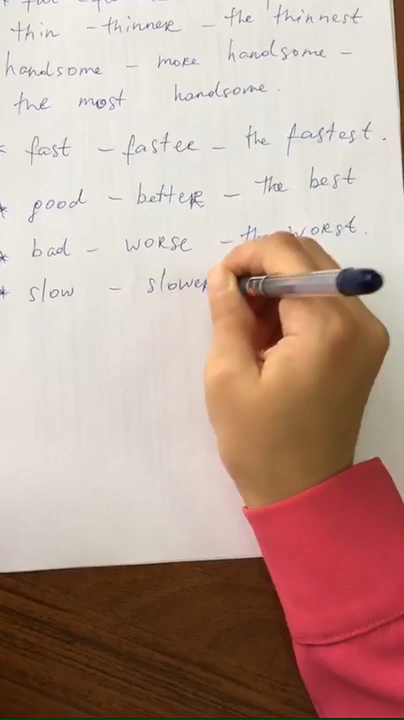 thin - thinner - the thinnest
handsome - more handsome -
the most handsome.
* fast - faster - the fastest.
* good - better - the best
* bad - worse - the worst.
* slow - slower